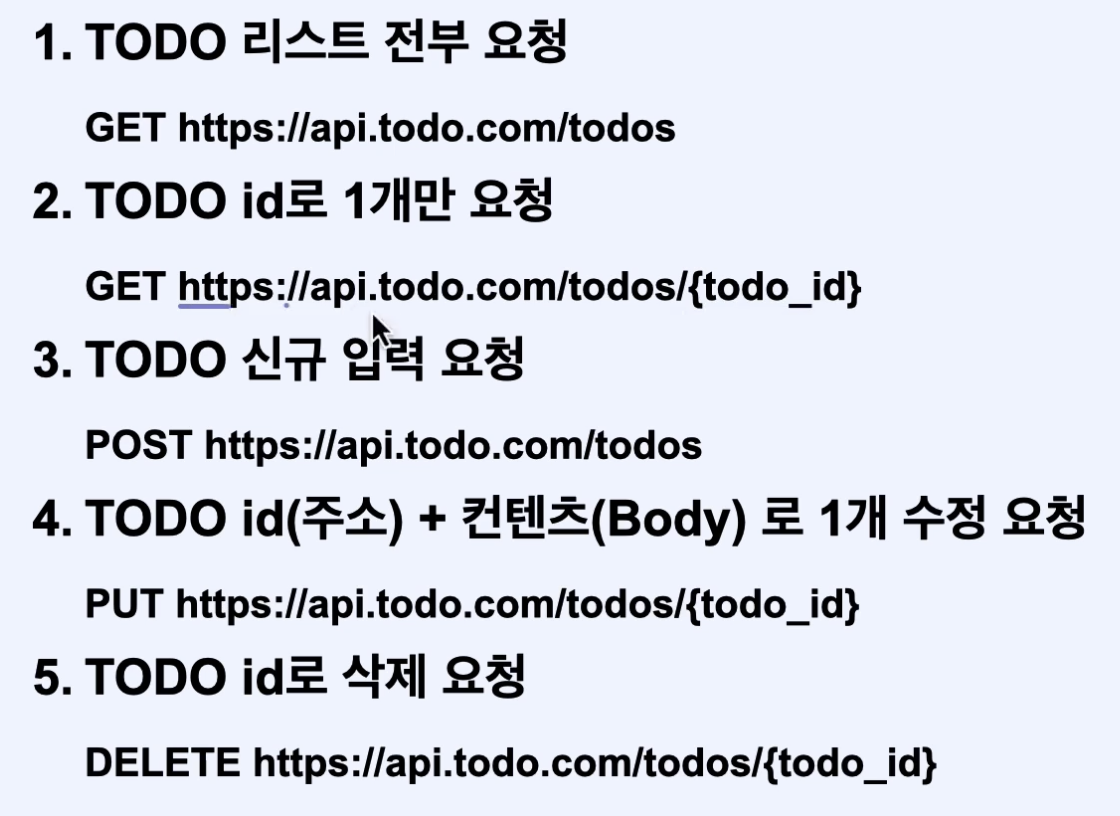 1. TODO 리스트 전부 요청
GET https://api.todo.com/todos
2. TODO id로 1개만 요청
GET https://api.todo.com/todos/{todo_id}
3. TODO 신규 입력 요청
POST https://api.todo.com/todos
4. TODO id(주소) + 컨텐츠(Body) 로 1개 수정 요청
PUT https://api.todo.com/todos/{todo_id}
5. TODO id로 삭제 요청
DELETE https://api.todo.com/todos/{todo_id}